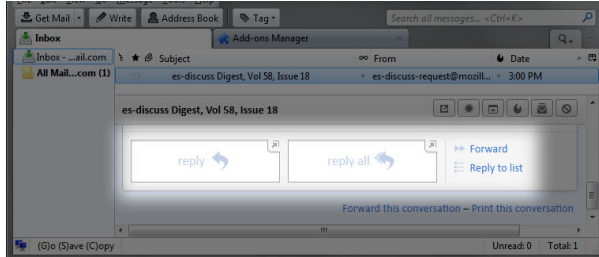 Get Mail Write Address Book Tag Search all messages... <Ctrl+K>
Inbox Add-ons Manager
Inbox - ...ail.com Subject From Date
All Mail...com (1) es-discuss Digest, Vol 58, Issue 18 es-discuss-request@mozill... 3:00 PM
es-discuss Digest, Vol 58, Issue 18
reply reply all Forward
Reply to list
Forward this conversation – Print this conversation
(G)o (S)ave (C)opy Unread: 0 Total: 1